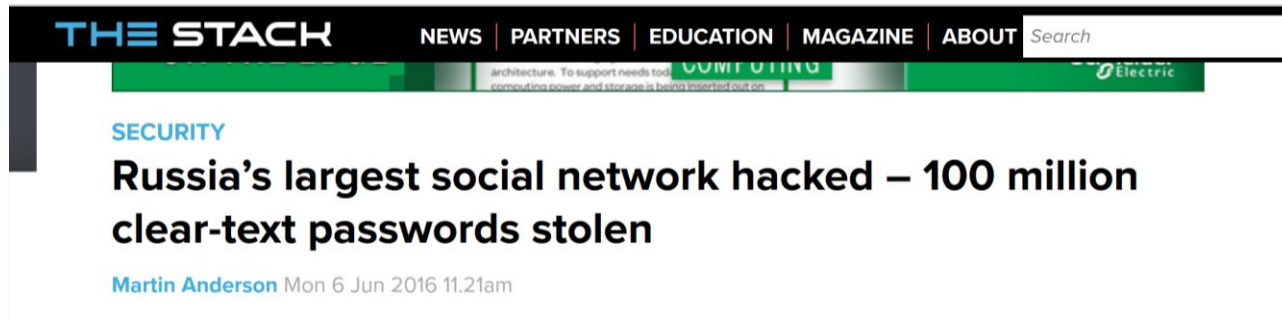 THE STACK NEWS PARTNERS EDUCATION MAGAZINE ABOUT Search
architecture. To support needs
computing power and storage is being inserted out on
COMPUTING
Electric
SECURITY
Russia's largest social network hacked – 100 million
clear-text passwords stolen
Martin Anderson Mon 6 Jun 2016 11.21am